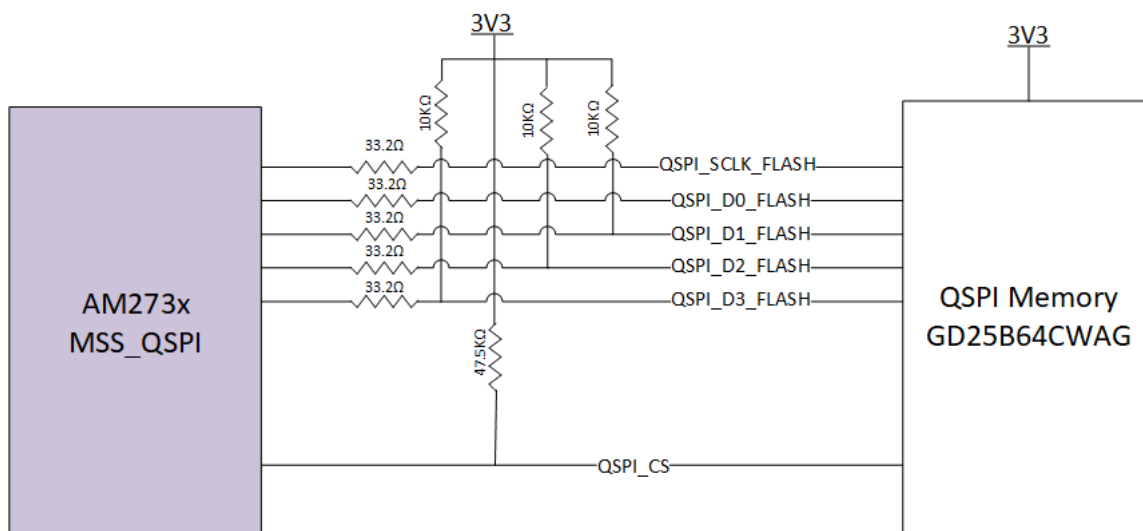 3V3
3V3
10KΩ
10KΩ
10KΩ
33.2Ω
QSPI_SCLK_FLASH
33.2Ω
QSPI_D0_FLASH
33.2Ω
QSPI_D1_FLASH
33.2Ω
QSPI_D2_FLASH
33.2Ω
QSPI_D3_FLASH
AM273x
MSS_QSPI
QSPI Memory
GD25B64CWAG
47.5KΩ
QSPI_CS